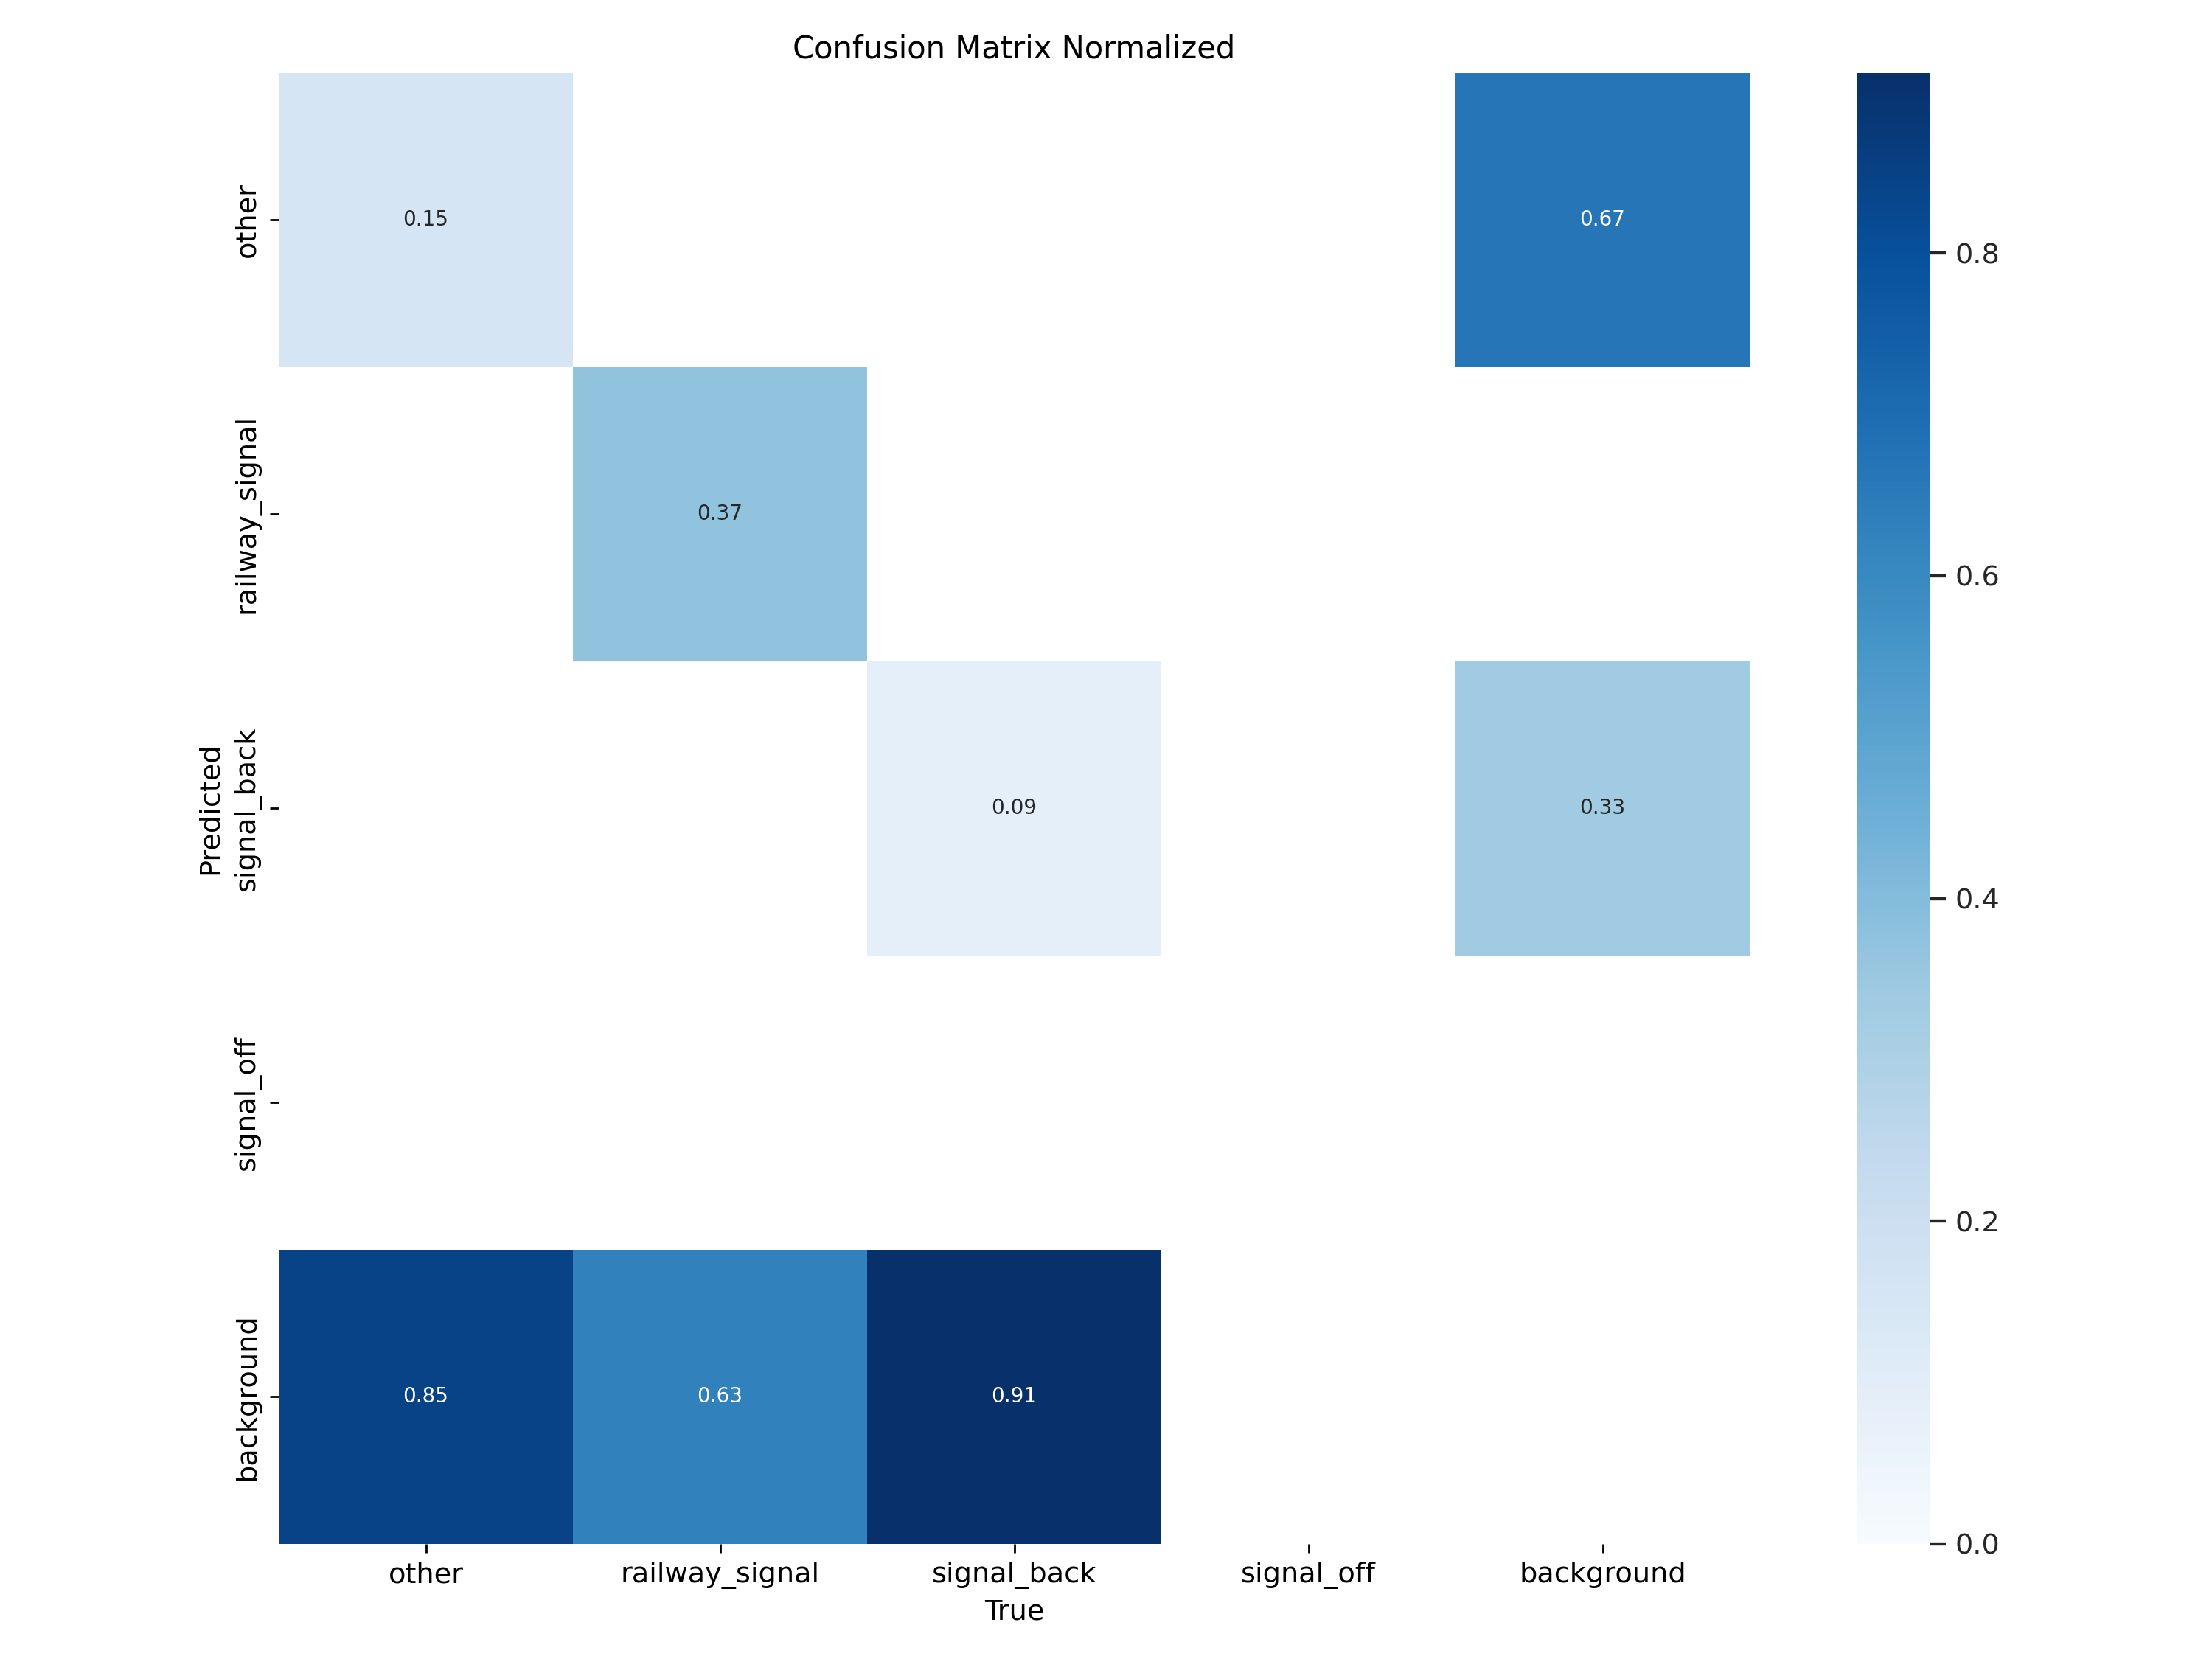 Confusion Matrix Normalized
other
0.15
0.67
0.8
railway_signal
0.37
0.6
Predicted
signal_back
0.09
0.33
0.4
signal_off
0.2
background
0.85
0.63
0.91
0.0
other railway_signal signal_back signal_off background
True